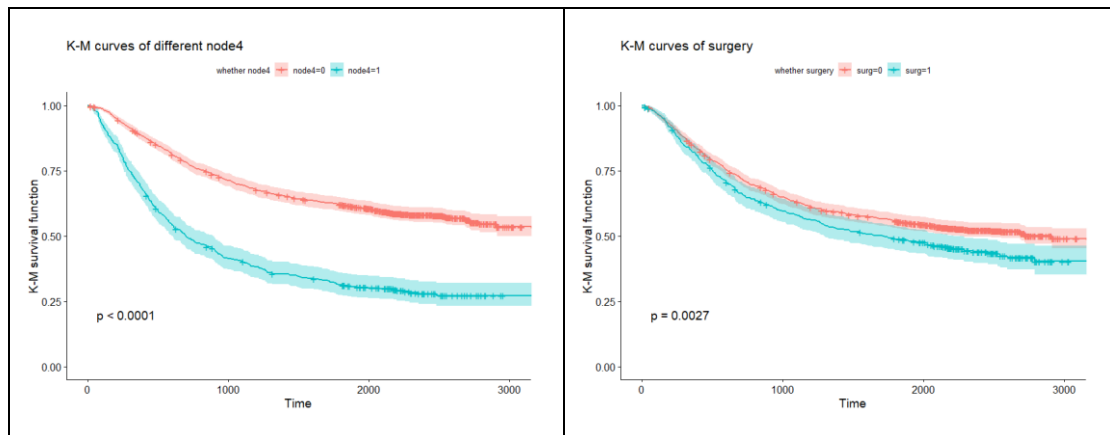 K-M curves of different node4
whether node4 node4=0 node4=1
K-M survival function
1.00
0.75
0.50
0.25
0.00
p < 0.0001
0 1000 2000 3000
Time
K-M curves of surgery
whether surgery surg=0 surg=1
K-M survival function
1.00
0.75
0.50
0.25
0.00
p = 0.0027
0 1000 2000 3000
Time